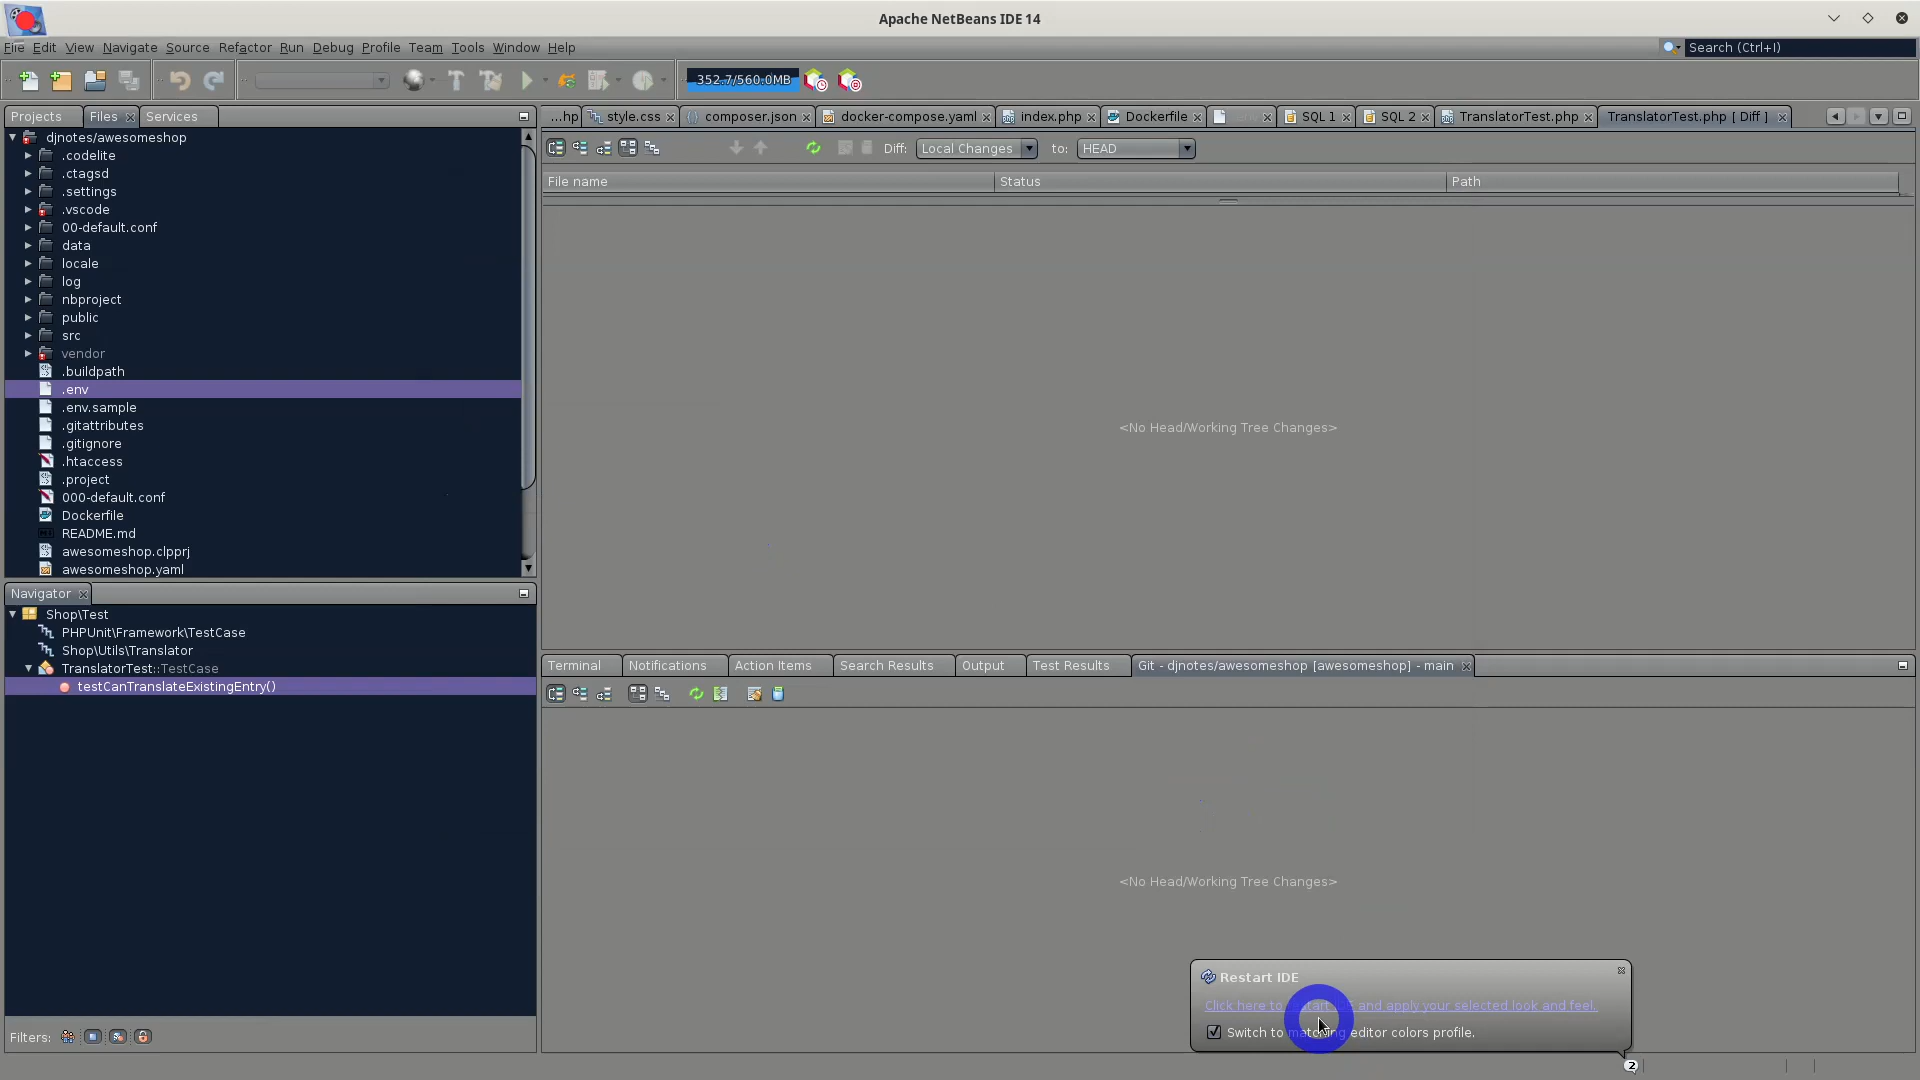 Apache NetBeans IDE 14
File Edit View Navigate Source Refactor Run Debug Profile Team Tools Window Help
Search (Ctrl+I)
352.7/560.0MB
Projects Files Services
...hp style.css composer.json docker-compose.yaml index.php Dockerfile SQL 1 SQL 2 TranslatorTest.php TranslatorTest.php [ Diff ]
Diff: Local Changes to: HEAD
File name Status Path
<No Head/Working Tree Changes>
djnotes/awesomeshop
.codelite
.ctagsd
.settings
.vscode
00-default.conf
data
locale
log
nbproject
public
src
vendor
.buildpath
.env
.env.sample
.gitattributes
.gitignore
.htaccess
.project
000-default.conf
Dockerfile
README.md
awesomeshop.clpprj
awesomeshop.yaml
Navigator
Shop\Test
PHPUnit\Framework\TestCase
Shop\Utils\Translator
TranslatorTest::TestCase
testCanTranslateExistingEntry()
Filters:
Terminal Notifications Action Items Search Results Output Test Results Git - djnotes/awesomeshop [awesomeshop] - main
<No Head/Working Tree Changes>
Restart IDE
Click here to restart IDE and apply your selected look and feel.
Switch to matching editor colors profile.
2